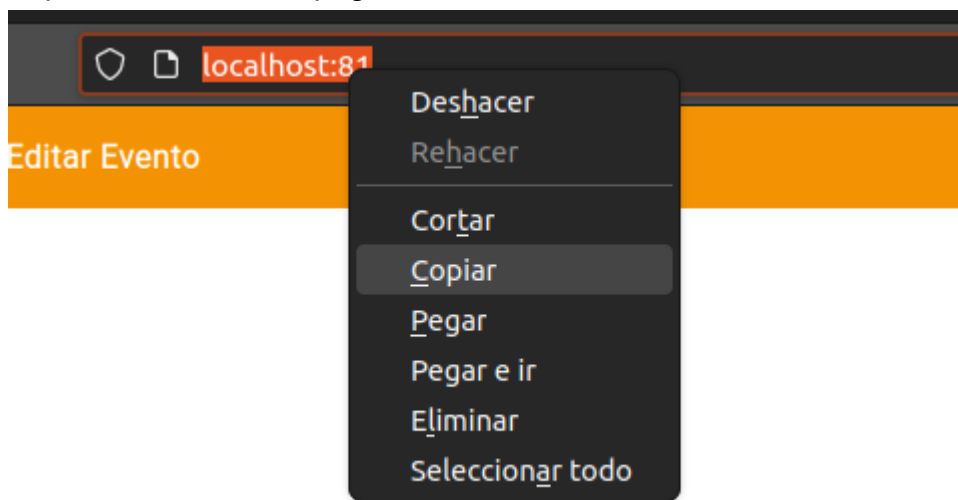 localhost:81
Editar Evento
Deshacer
Rehacer
Cortar
Copiar
Pegar
Pegar e ir
Eliminar
Seleccionar todo